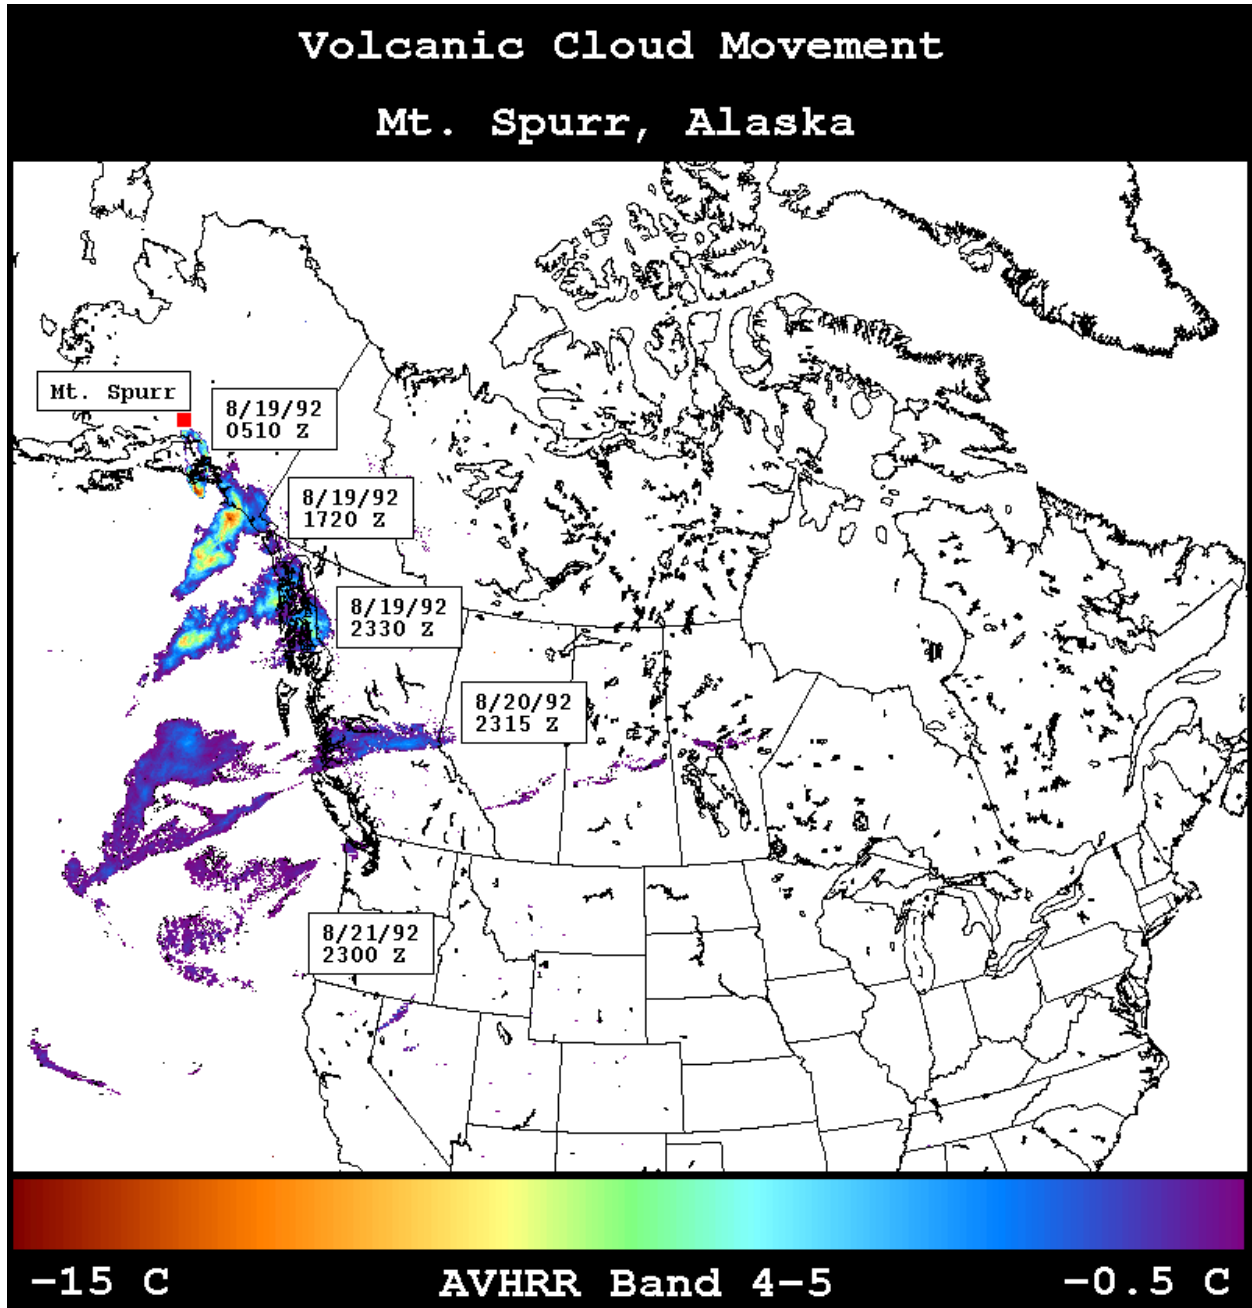 Volcanic Cloud Movement
Mt. Spurr, Alaska
Mt. Spurr
8/19/92
0510 Z
8/19/92
1720 Z
8/19/92
2330 Z
8/20/92
2315 Z
8/21/92
2300 Z
-15 C AVHRR Band 4-5 -0.5 C